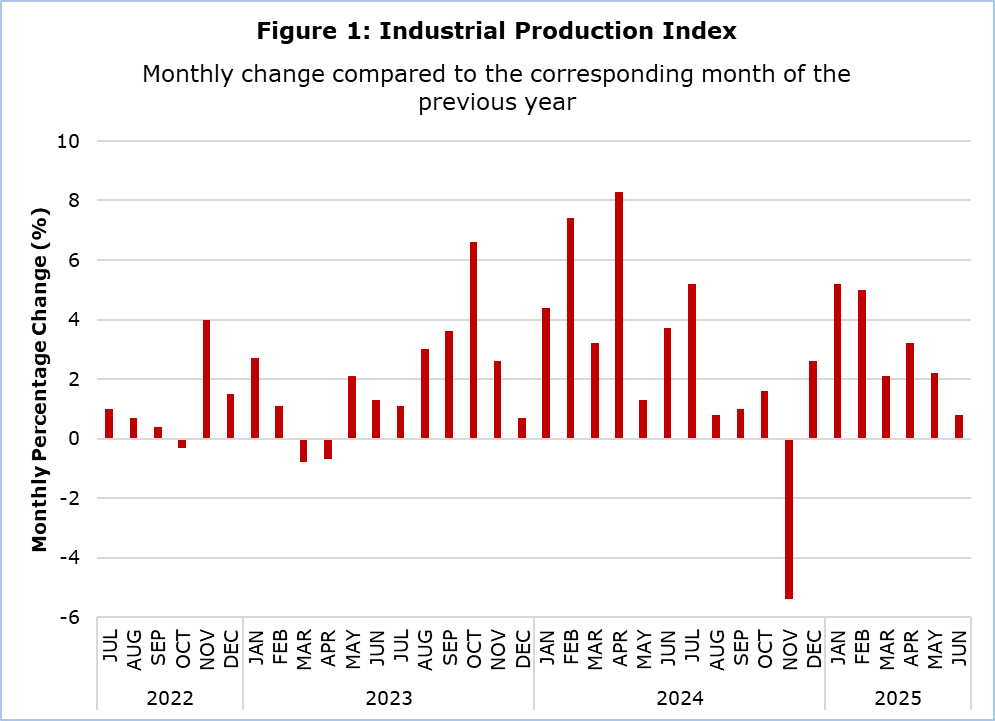 Figure 1: Industrial Production Index
Monthly change compared to the corresponding month of the
previous year
Monthly Percentage Change (%)
10
8
6
4
2
0
-2
-4
-6
JUL AUG SEP OCT NOV DEC JAN FEB MAR APR MAY JUN JUL AUG SEP OCT NOV DEC JAN FEB MAR APR MAY JUN JUL AUG SEP OCT NOV DEC JAN FEB MAR APR MAY JUN
2022 2023 2024 2025